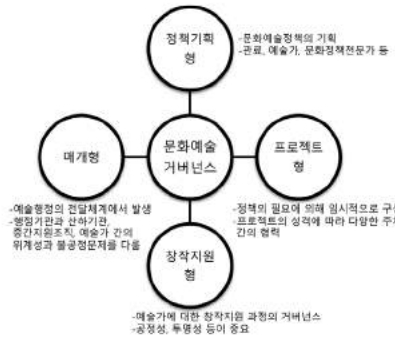 정책기획
형
-문화예술정책의 기획
-관료, 예술가, 문화정책전문가 등
매개형
문화예술
거버넌스
프로젝트
형
-예술행정의 전달체계에서 발생
-행정기관과 산하기관,
중간지원조직, 예술가 간의
위계성과 불공정문제를 다룸
-정책의 필요에 의해 임시적으로
-프로젝트의 성격에 따라 다양한
간의 협력
창작지원
형
-예술가에 대한 창작지원 과정의 거버넌스
-공정성, 투명성 등이 중요